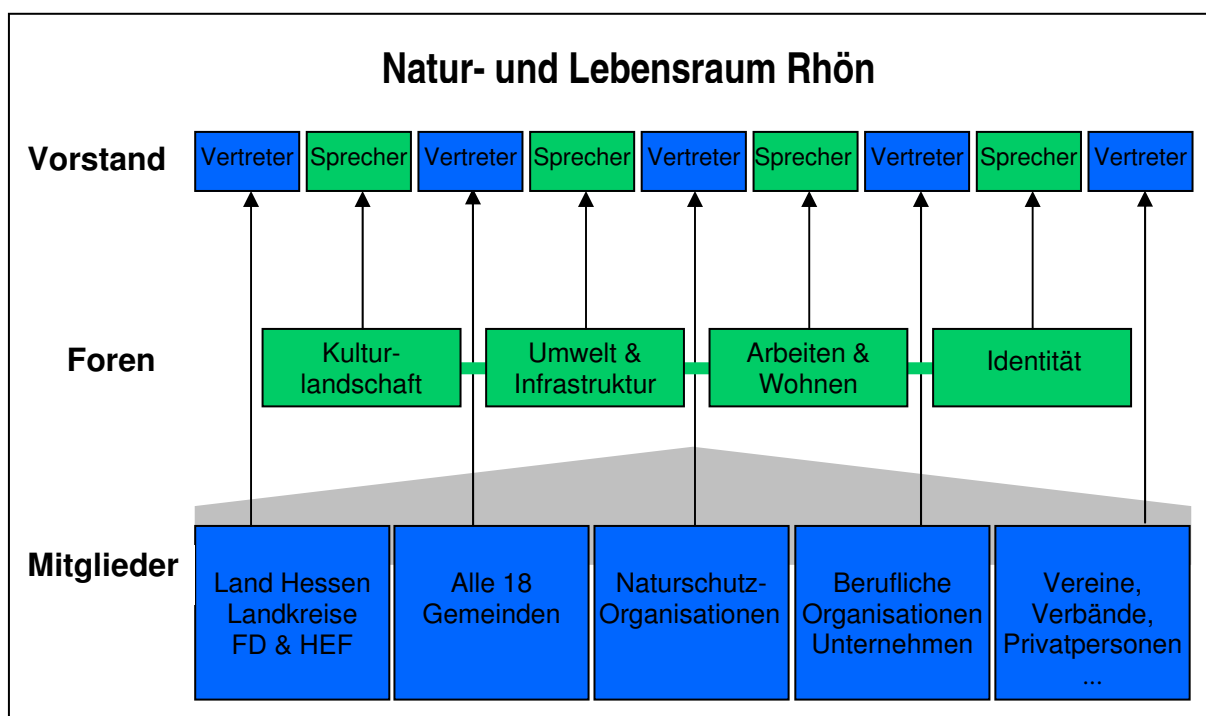 Natur- und Lebensraum Rhön
Vorstand
Vertreter
Sprecher
Vertreter
Sprecher
Vertreter
Sprecher
Vertreter
Sprecher
Vertreter
Foren
Kultur-
landschaft
Umwelt &
Infrastruktur
Arbeiten &
Wohnen
Identität
Mitglieder
Land Hessen
Landkreise
FD & HEF
Alle 18
Gemeinden
Naturschutz-
Organisationen
Berufliche
Organisationen
Unternehmen
Vereine,
Verbände,
Privatpersonen
...